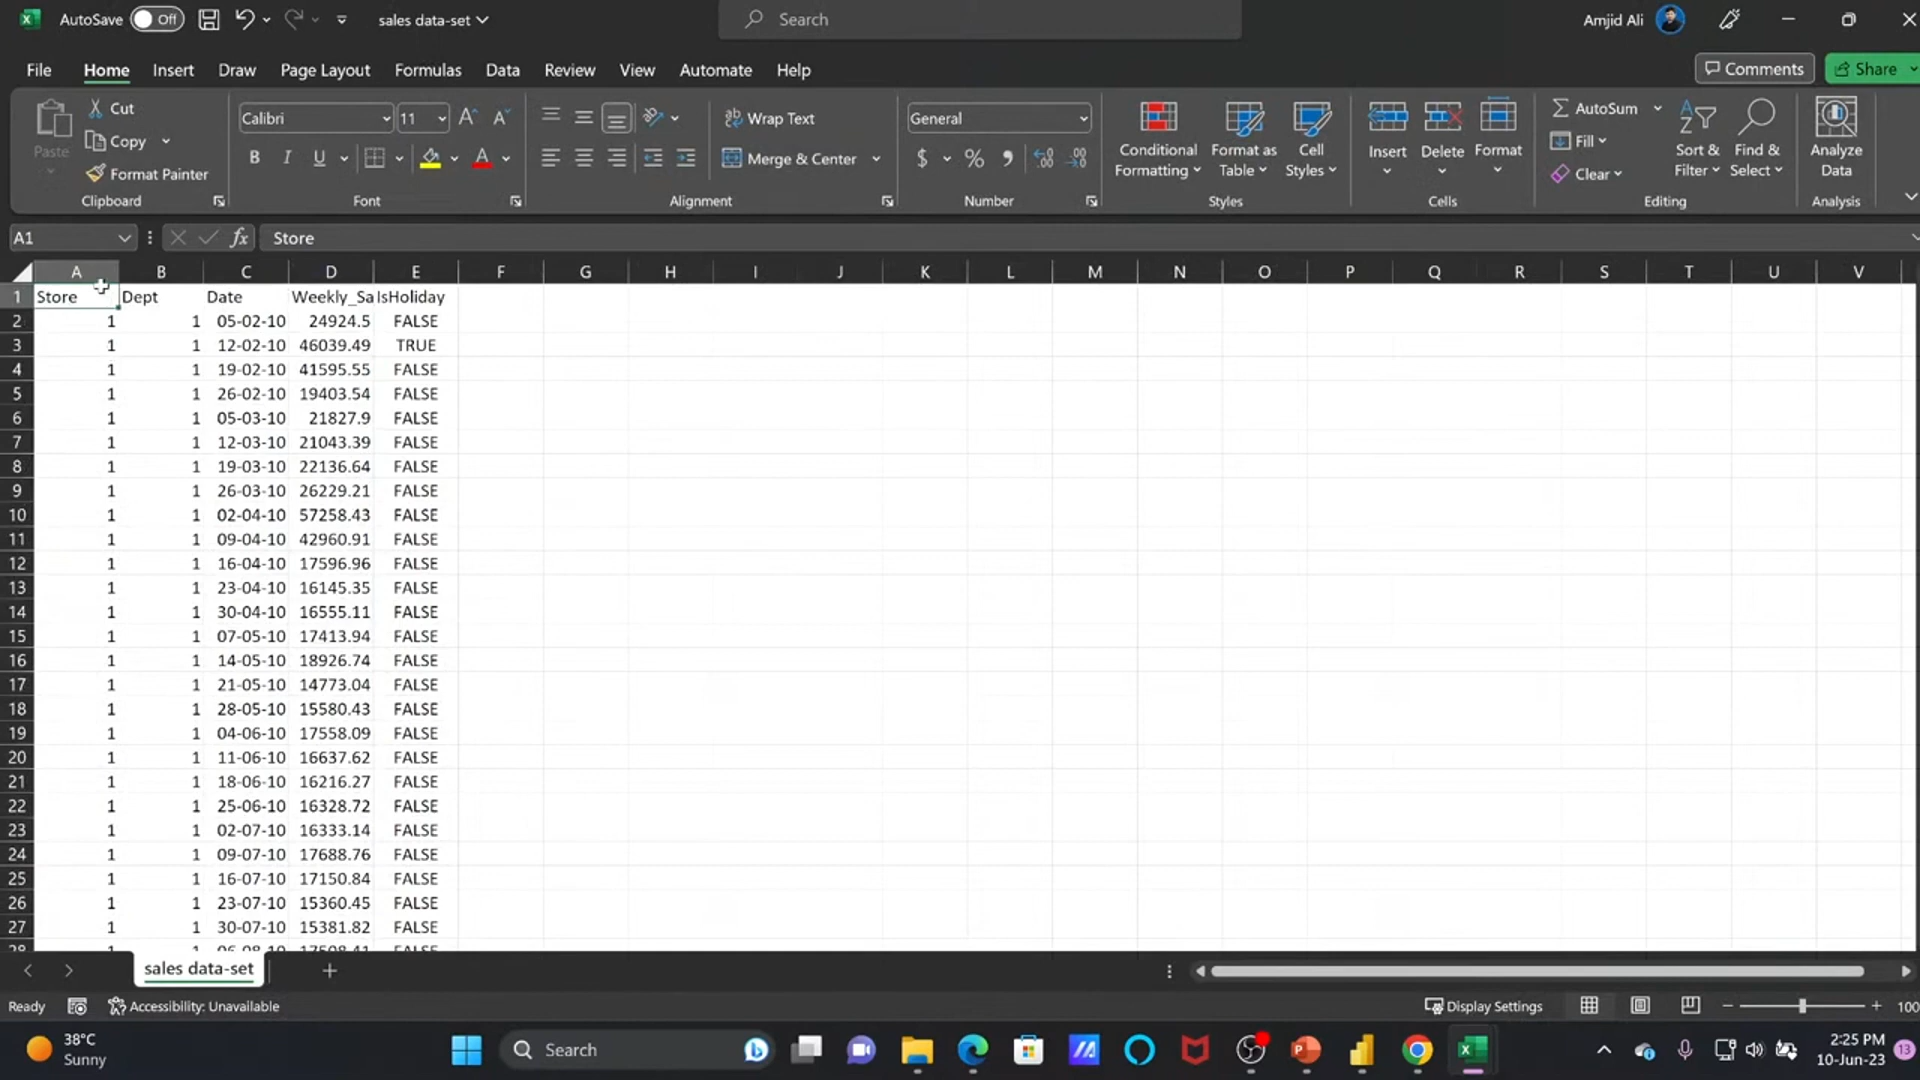 AutoSave Off sales data-set Search Amjid Ali
File Home Insert Draw Page Layout Formulas Data Review View Automate Help Comments Share
Paste Cut Calibri 11 Wrap Text General Conditional Formatting Format as Table Cell Styles Insert Delete Format AutoSum Sort & Filter Find & Select Analyze Data
Copy Fill
Format Painter B I U A Merge & Center $ % Clear
Clipboard Font Alignment Number Styles Cells Editing Analysis
A1 fx Store
A B C D E F G H I J K L M N O P Q R S T U V
1 Store Dept Date Weekly_Sa IsHoliday
2 1 1 05-02-10 24924.5 FALSE
3 1 1 12-02-10 46039.49 TRUE
4 1 1 19-02-10 41595.55 FALSE
5 1 1 26-02-10 19403.54 FALSE
6 1 1 05-03-10 21827.9 FALSE
7 1 1 12-03-10 21043.39 FALSE
8 1 1 19-03-10 22136.64 FALSE
9 1 1 26-03-10 26229.21 FALSE
10 1 1 02-04-10 57258.43 FALSE
11 1 1 09-04-10 42960.91 FALSE
12 1 1 16-04-10 17596.96 FALSE
13 1 1 23-04-10 16145.35 FALSE
14 1 1 30-04-10 16555.11 FALSE
15 1 1 07-05-10 17413.94 FALSE
16 1 1 14-05-10 18926.74 FALSE
17 1 1 21-05-10 14773.04 FALSE
18 1 1 28-05-10 15580.43 FALSE
19 1 1 04-06-10 17558.09 FALSE
20 1 1 11-06-10 16637.62 FALSE
21 1 1 18-06-10 16216.27 FALSE
22 1 1 25-06-10 16328.72 FALSE
23 1 1 02-07-10 16333.14 FALSE
24 1 1 09-07-10 17688.76 FALSE
25 1 1 16-07-10 17150.84 FALSE
26 1 1 23-07-10 15360.45 FALSE
27 1 1 30-07-10 15381.82 FALSE
sales data-set
Ready Accessibility: Unavailable Display Settings 100
38°C Search 2:25 PM
Sunny 10-Jun-23 13